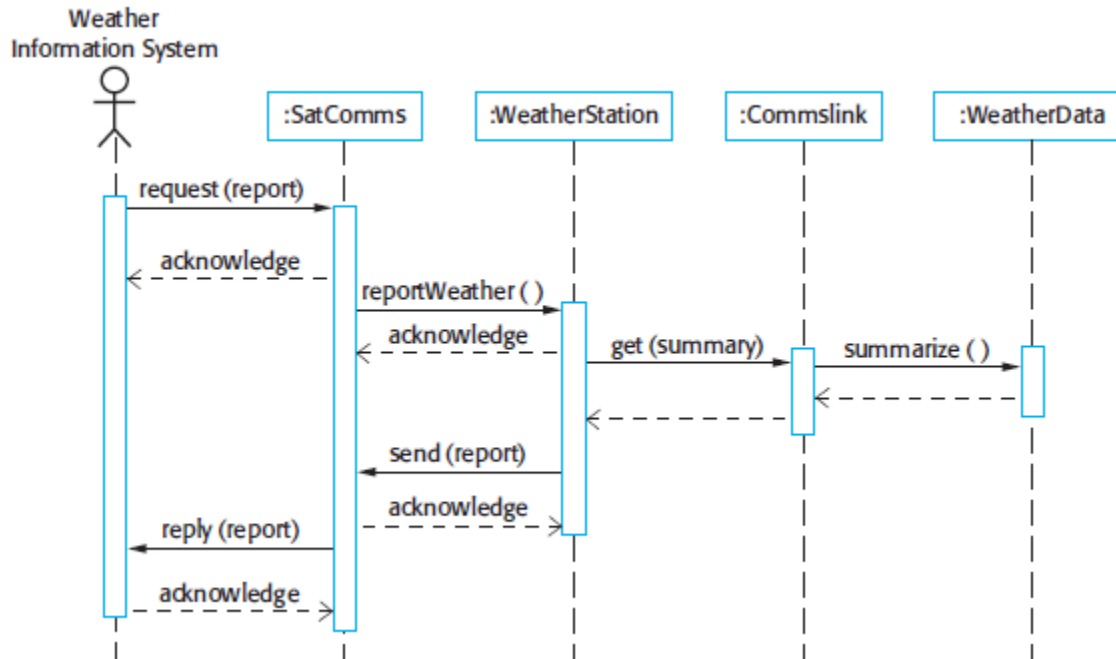 Weather
Information System
:SatComms
:WeatherStation
:Commslink
:WeatherData
request (report)
acknowledge
reportWeather ( )
acknowledge
get (summary)
summarize ( )
send (report)
acknowledge
reply (report)
acknowledge